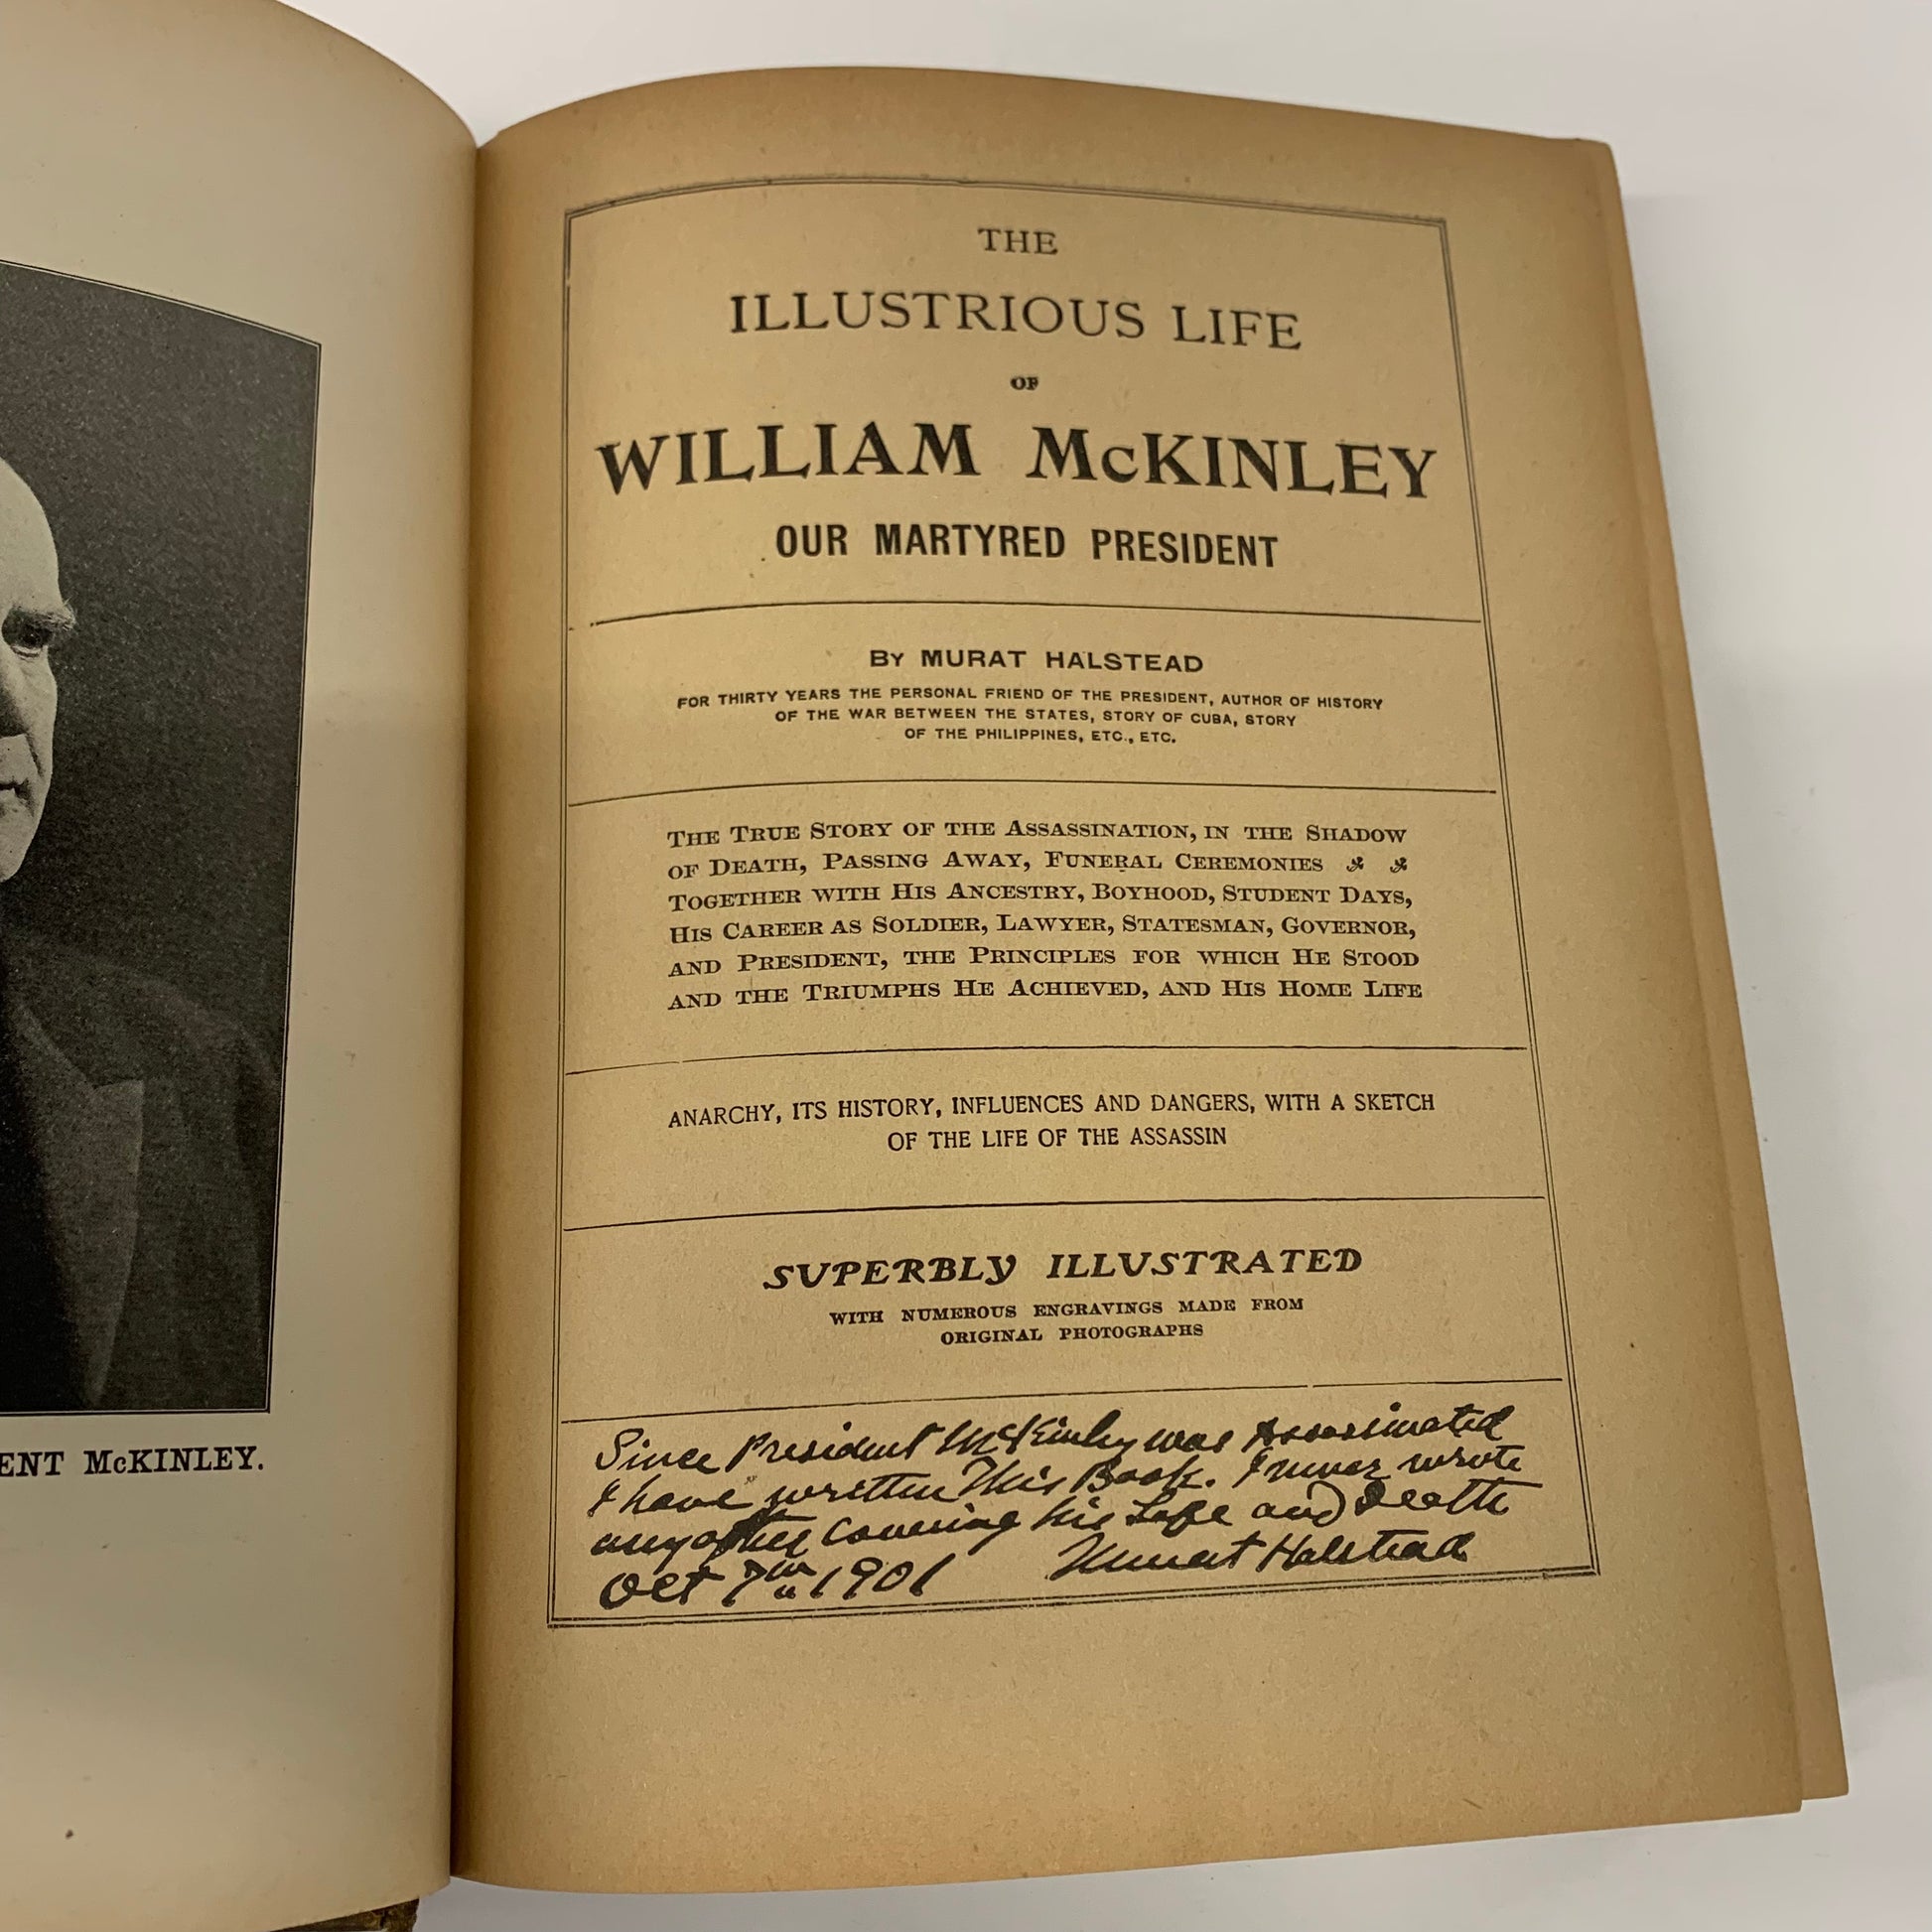 ENT McKINLEY.
THE
ILLUSTRIOUS LIFE
OF
WILLIAM McKINLEY
OUR MARTYRED PRESIDENT
BY MURAT HALSTEAD
FOR THIRTY YEARS THE PERSONAL FRIEND OF THE PRESIDENT, AUTHOR OF HISTORY
OF THE WAR BETWEEN THE STATES, STORY OF CUBA, STORY
OF THE PHILIPPINES, ETC., ETC.
THE TRUE STORY OF THE ASSASSINATION, IN THE SHADOW
OF DEATH, PASSING AWAY, FUNERAL CEREMONIES
TOGETHER WITH HIS ANCESTRY, BOYHOOD, STUDENT DAYS,
HIS CAREER AS SOLDIER, LAWYER, STATESMAN, GOVERNOR,
AND PRESIDENT, THE PRINCIPLES FOR WHICH HE STOOD
AND THE TRIUMPHS HE ACHIEVED, AND HIS HOME LIFE
ANARCHY, ITS HISTORY, INFLUENCES AND DANGERS, WITH A SKETCH
OF THE LIFE OF THE ASSASSIN
SUPERBLY ILLUSTRATED
WITH NUMEROUS ENGRAVINGS MADE FROM
ORIGINAL PHOTOGRAPHS
Since President McKinley was Assassinated
I have written This Book. I never wrote
any other covering his Life and Death
Oct 7th 1901 Murat Halstead